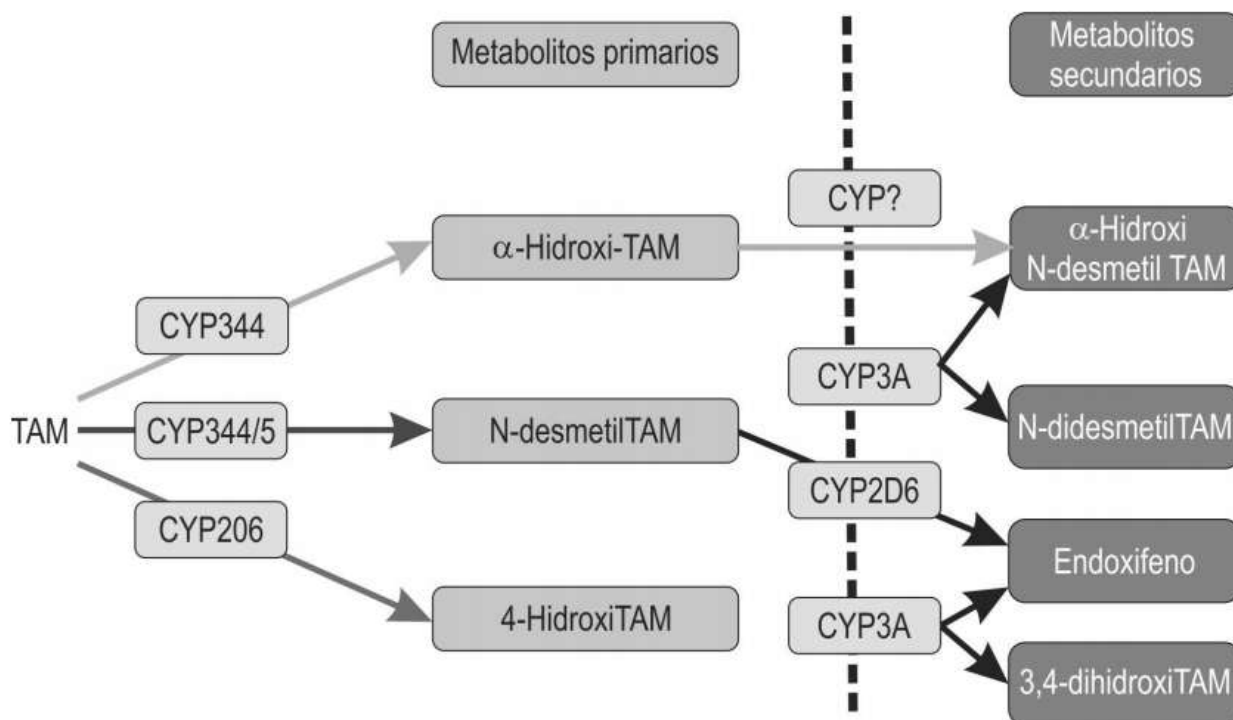 Metabolitos primarios
Metabolitos
secundarios
CYP?
α-Hidroxi-TAM
α-Hidroxi
N-desmetil TAM
CYP344
CYP3A
TAM
CYP344/5
N-desmetilTAM
N-didesmetilTAM
CYP2D6
CYP206
Endoxifeno
4-HidroxiTAM
CYP3A
3,4-dihidroxiTAM